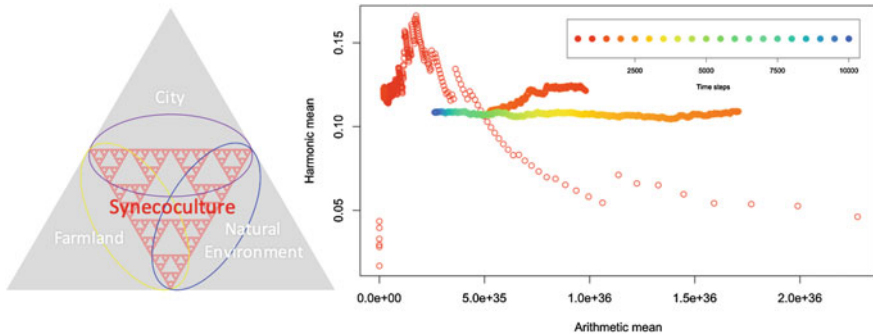 City
Synecoculture
Farmland
Natural
Environment
Harmonic mean
0.15
0.10
0.05
2500
5000
7500
10000
Time steps
0.0e+00
5.0e+35
1.0e+36
1.5e+36
2.0e+36
Arithmetic mean